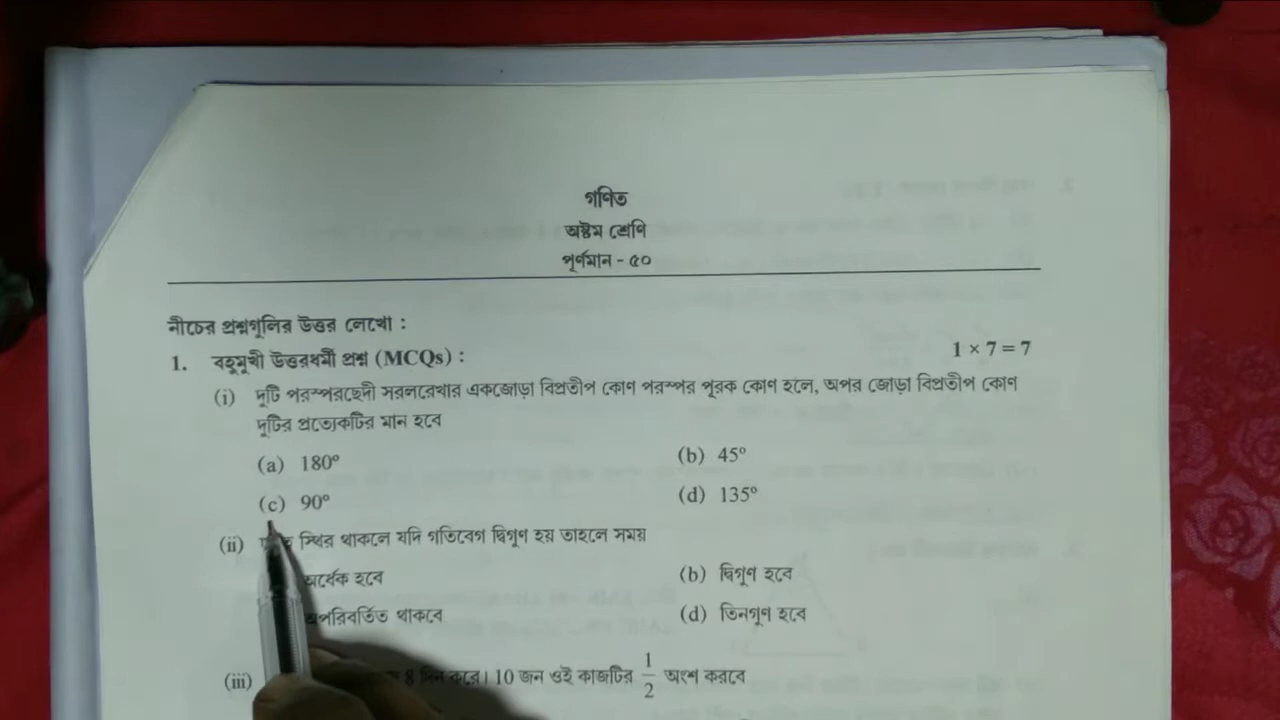 গণিত
অষ্টম শ্রেণি
পূর্ণমান - ৫০
নীচের প্রশ্নগুলির উত্তর লেখো :
1. বহুমুখী উত্তরধর্মী প্রশ্ন (MCQs) : 1 × 7 = 7
(i) দুটি পরস্পরছেদী সরলরেখার একজোড়া বিপ্রতীপ কোণ পরস্পর পূরক কোণ হলে, অপর জোড়া বিপ্রতীপ কোণ
দুটির প্রত্যেকটির মান হবে
(a) 180° (b) 45°
(c) 90° (d) 135°
(ii) স্থির থাকলে যদি গতিবেগ দ্বিগুণ হয় তাহলে সময়
অর্ধেক হবে (b) দ্বিগুণ হবে
অপরিবর্তিত থাকবে (d) তিনগুণ হবে
(iii) 8 দিনে করে। 10 জন ওই কাজটির 1/2 অংশ করবে